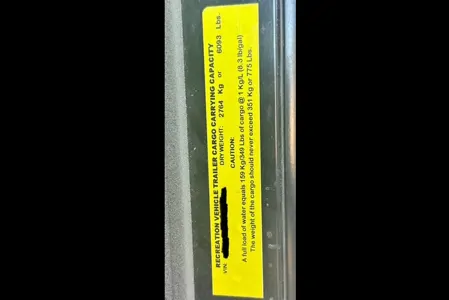 RECREATION VEHICLE TRAILER CARGO CARRYING CAPACITY
VIN: DRY WEIGHT: 2764 Kg or 6093 Lbs.
CAUTION:
A full load of water equals 159 Kg/349 Lbs of cargo @ 1 Kg/L (8.3 lb/gal)
The weight of the cargo should never exceed 351 Kg or 775 Lbs.